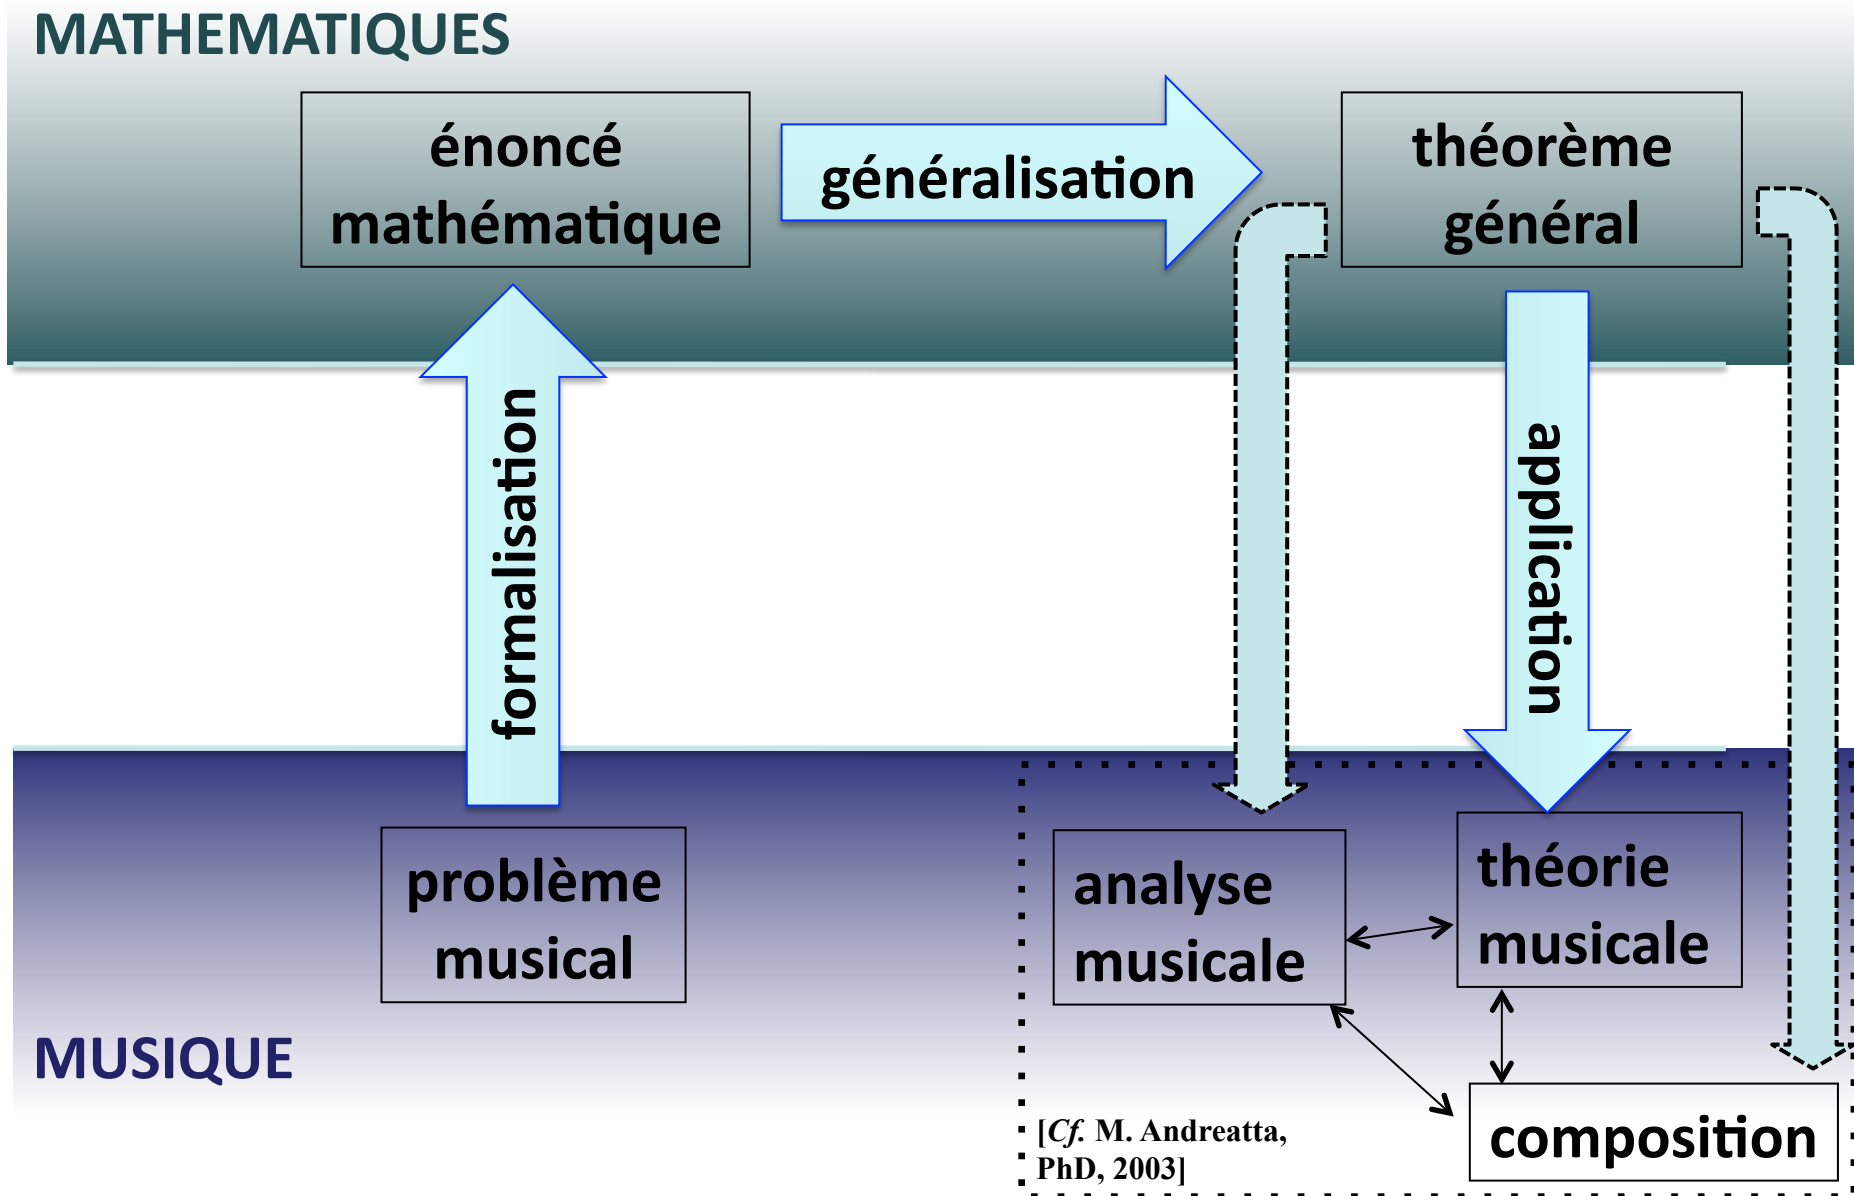 MATHEMATIQUES
énoncé
mathématique
généralisation
théorème
général
formalisation
application
problème
musical
analyse
musicale
théorie
musicale
MUSIQUE
composition
[Cf. M. Andreatta,
PhD, 2003]